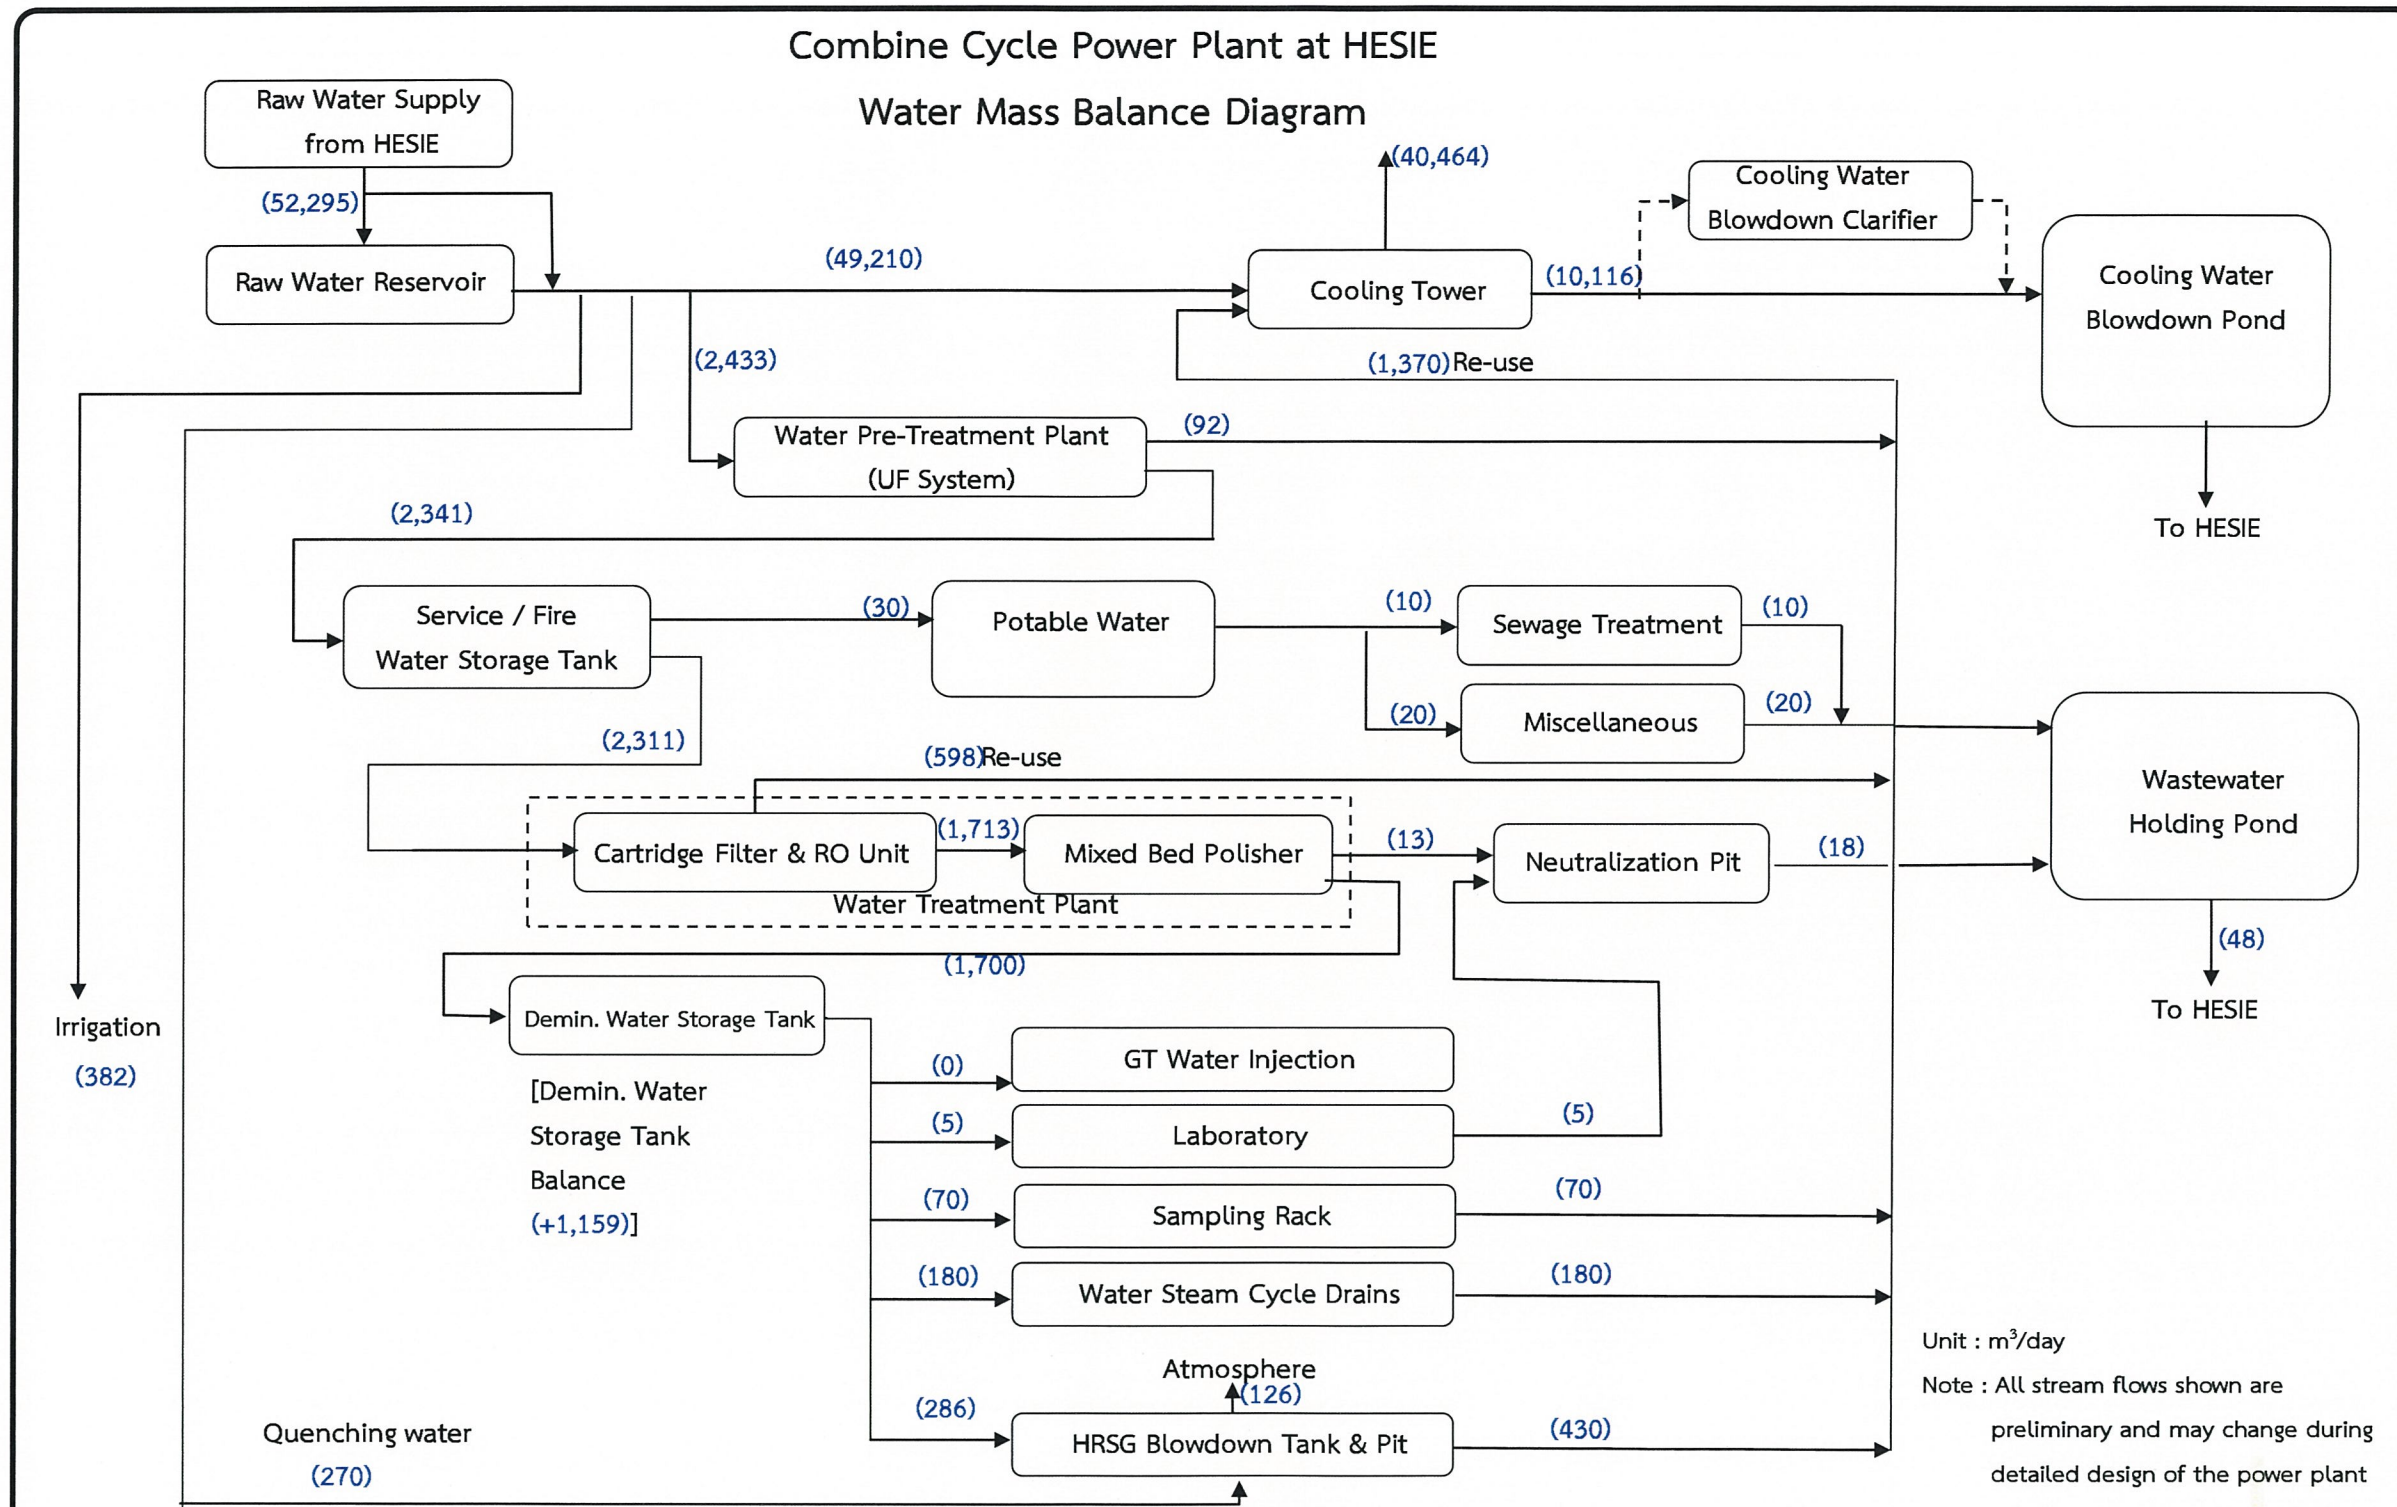 Combine Cycle Power Plant at HESIE
Water Mass Balance Diagram
Raw Water Supply
from HESIE
(52,295)
Raw Water Reservoir
(49,210)
(40,464)
Cooling Tower
(10,116)
Cooling Water
Blowdown Clarifier
Cooling Water
Blowdown Pond
To HESIE
(2,433)
(1,370) Re-use
Water Pre-Treatment Plant
(UF System)
(92)
(2,341)
Service / Fire
Water Storage Tank
(30)
Potable Water
(10)
Sewage Treatment
(10)
(20)
Miscellaneous
(20)
(2,311)
(598) Re-use
Cartridge Filter & RO Unit
(1,713)
Mixed Bed Polisher
Water Treatment Plant
(13)
Neutralization Pit
(18)
Wastewater
Holding Pond
(48)
To HESIE
(1,700)
Irrigation
(382)
Demin. Water Storage Tank
[Demin. Water
Storage Tank
Balance
(+1,159)]
(0)
GT Water Injection
(5)
Laboratory
(5)
(70)
Sampling Rack
(70)
(180)
Water Steam Cycle Drains
(180)
Atmosphere
(126)
(286)
HRSG Blowdown Tank & Pit
(430)
Quenching water
(270)
Unit : m³/day
Note : All stream flows shown are
preliminary and may change during
detailed design of the power plant